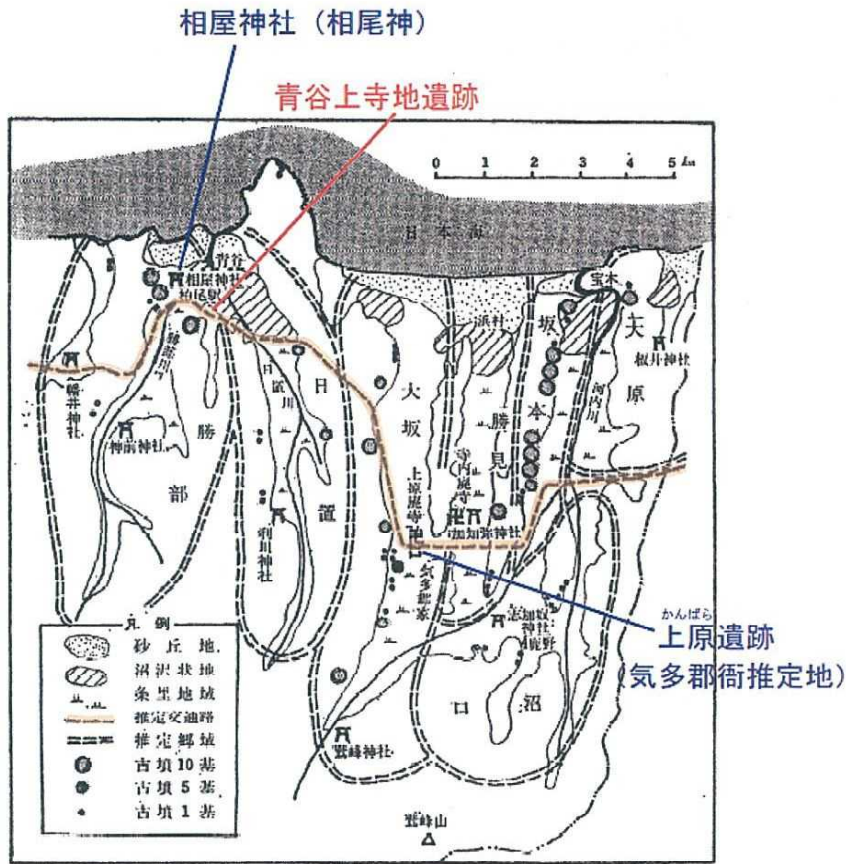 相屋神社（相尾神）
青谷上寺地遺跡
0 1 2 3 4 5 km
日本海
青谷
相屋神社
柏尾駅
宝木
浜村
坂本
大原
日置川
幡井神社
神前神社
勝部
日置
利川神社
大坂
勝見
上原廃寺
寺内廃寺
加知弥神社
気多郡家
河内川
志加奴神社
鹿野
かんばら
上原遺跡
（気多郡衙推定地）
口沼
鷲峰神社
鷲峰山
凡例
砂丘地
沼沢状地
条里地域
推定交通路
推定郷域
古墳10基
古墳5基
古墳1基